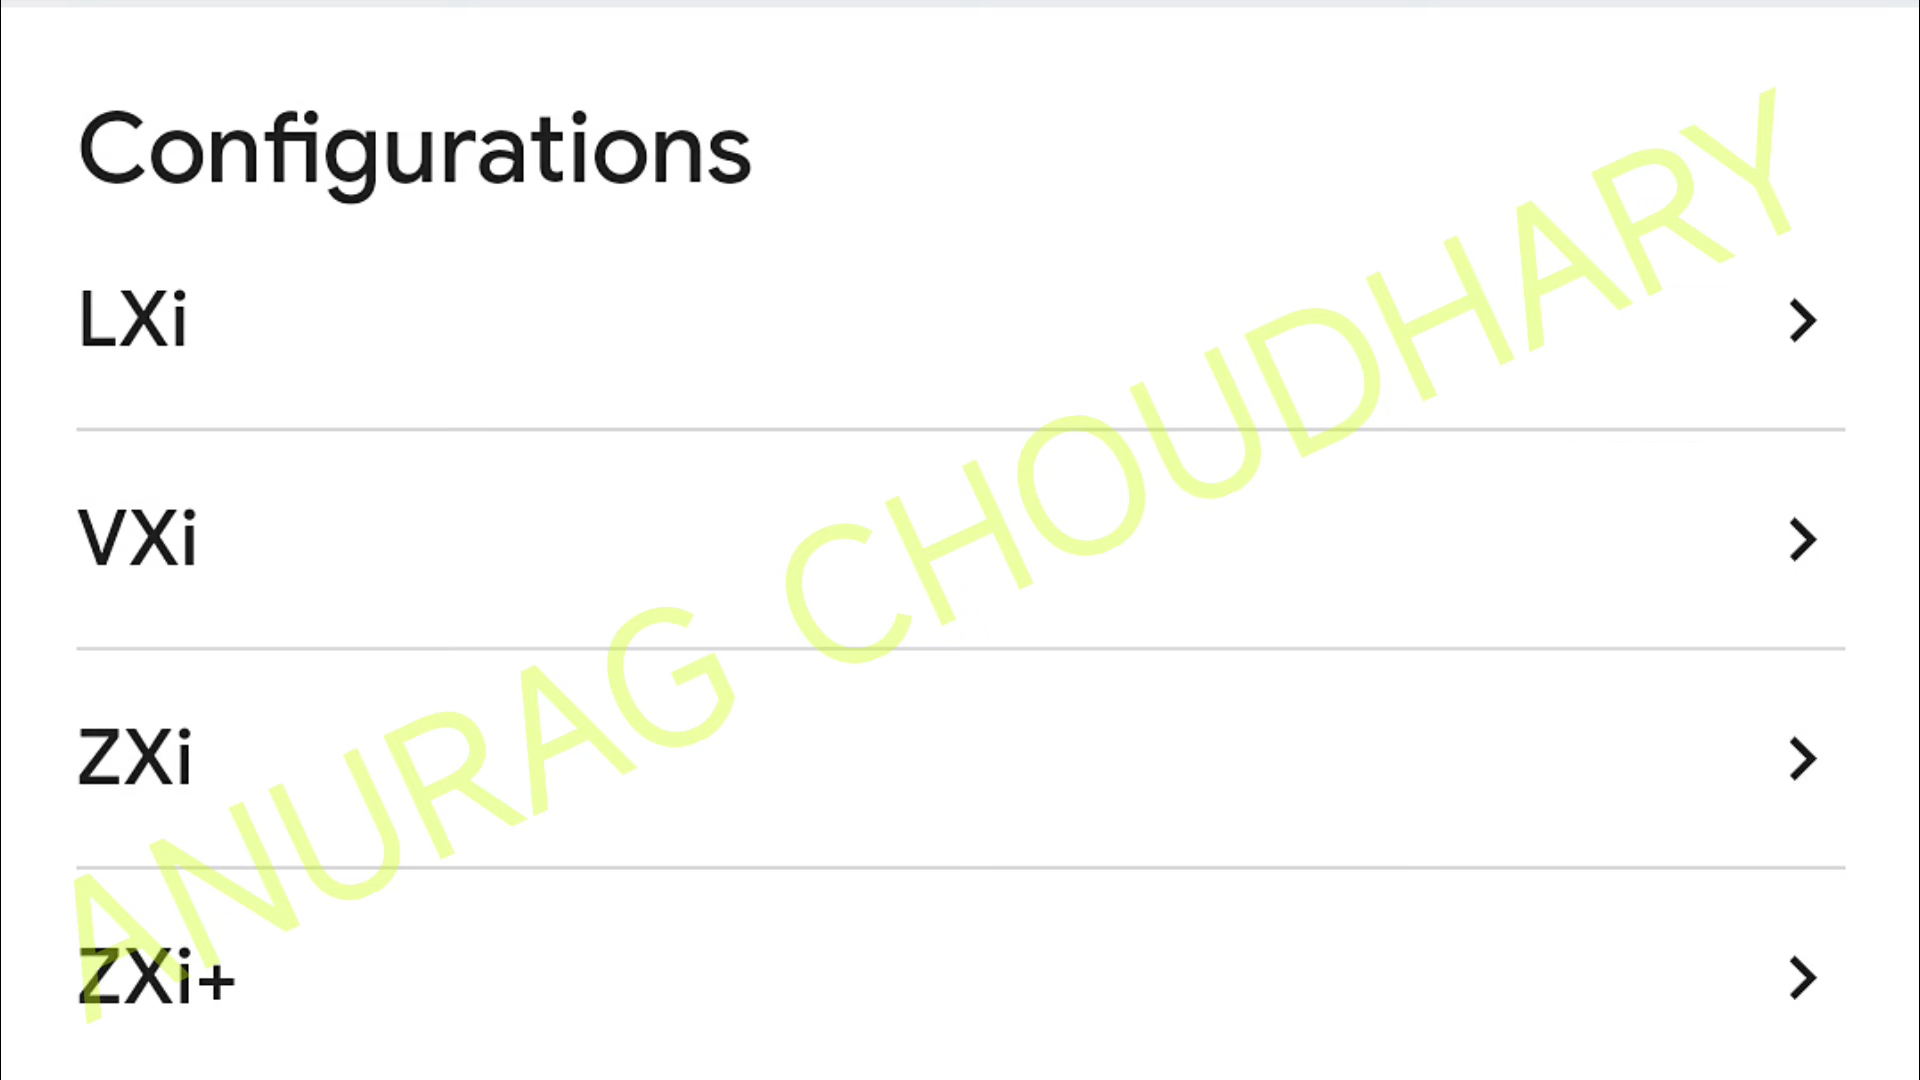 Configurations
LXi
VXi
ZXi
ZXi+
ANURAG CHOUDHARY